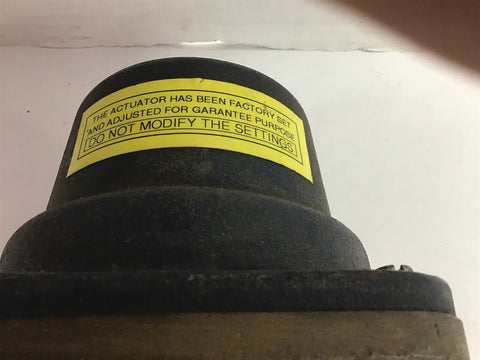 THE ACTUATOR HAS BEEN FACTORY SET
AND ADJUSTED FOR GARANTEE PURPOSE
DO NOT MODIFY THE SETTINGS